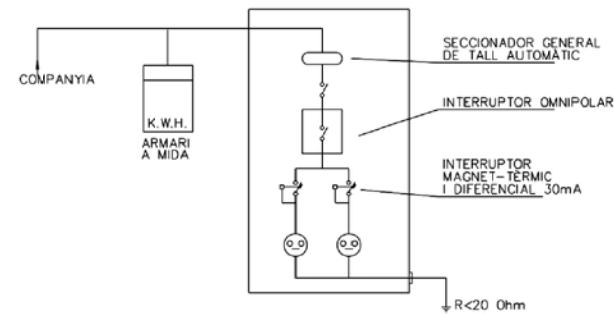 SECCIONADOR GENERAL
DE TALL AUTOMÀTIC
COMPANYIA
K.W.H.
ARMARI
A MIDA
INTERRUPTOR OMNIPOLAR
INTERRUPTOR
MAGNET-TÈRMIC
I DIFERENCIAL 30mA
R<20 Ohm